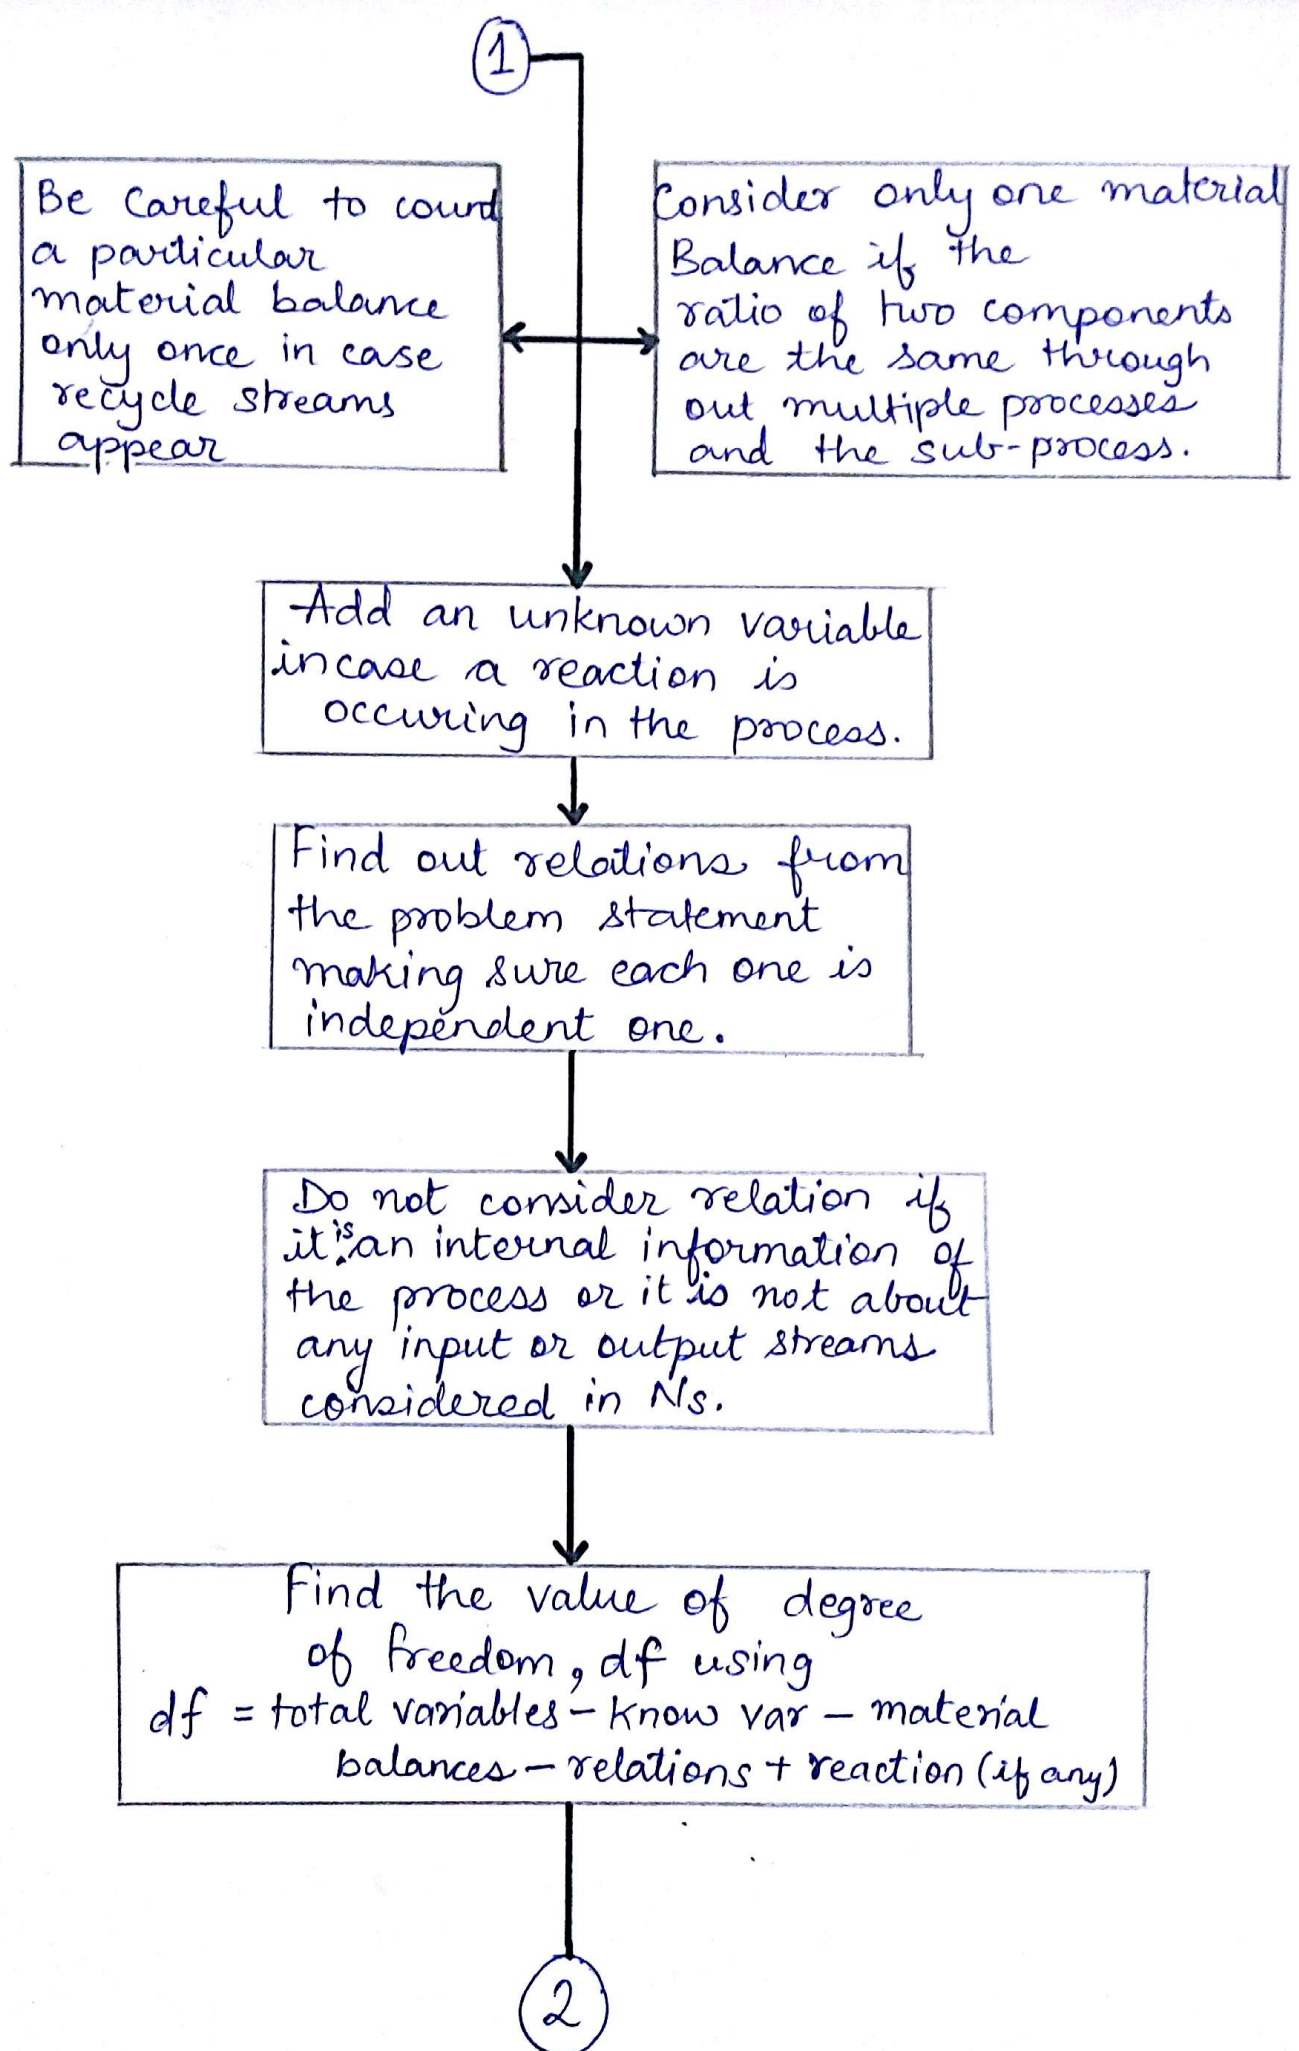 1
Be Careful to count
a particular
material balance
only once in case
recycle streams
appear
Consider only one material
Balance if the
ratio of two components
are the same through
out multiple processes
and the sub-process.
Add an unknown variable
incase a reaction is
occuring in the process.
Find out relations from
the problem statement
making sure each one is
independent one.
Do not consider relation if
it is an internal information of
the process or it is not about
any input or output streams
considered in Ns.
Find the value of degree
of freedom, df using
df = total variables - know var - material
balances - relations + reaction (if any)
2